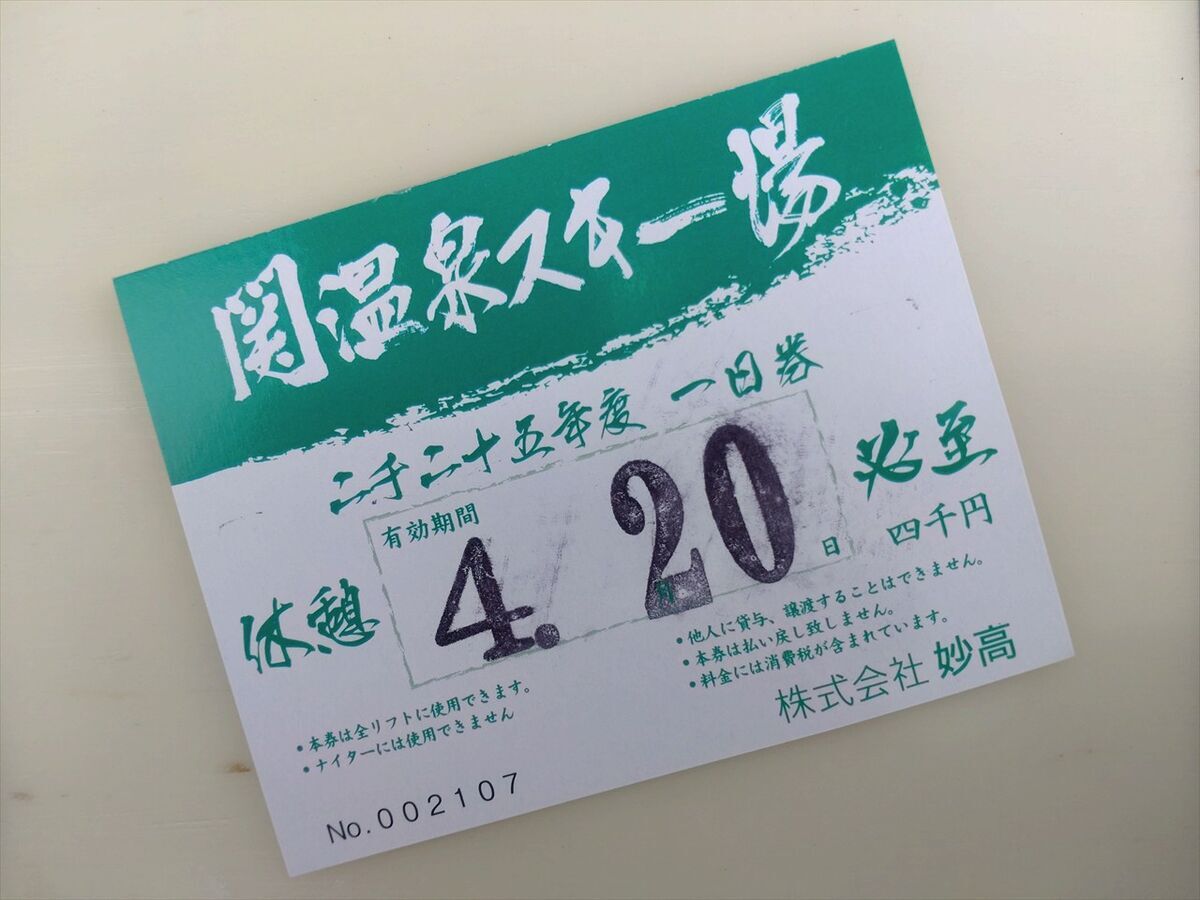 関温泉スキー場
二千二十五年度 一日券
必至
有効期間
4. 20
月 日
四千円
休憩
•他人に貸与、譲渡することはできません。
•本券は払い戻し致しません。
•料金には消費税が含まれています。
株式会社 妙高
•本券は全リフトに使用できます。
•ナイターには使用できません
No.002107